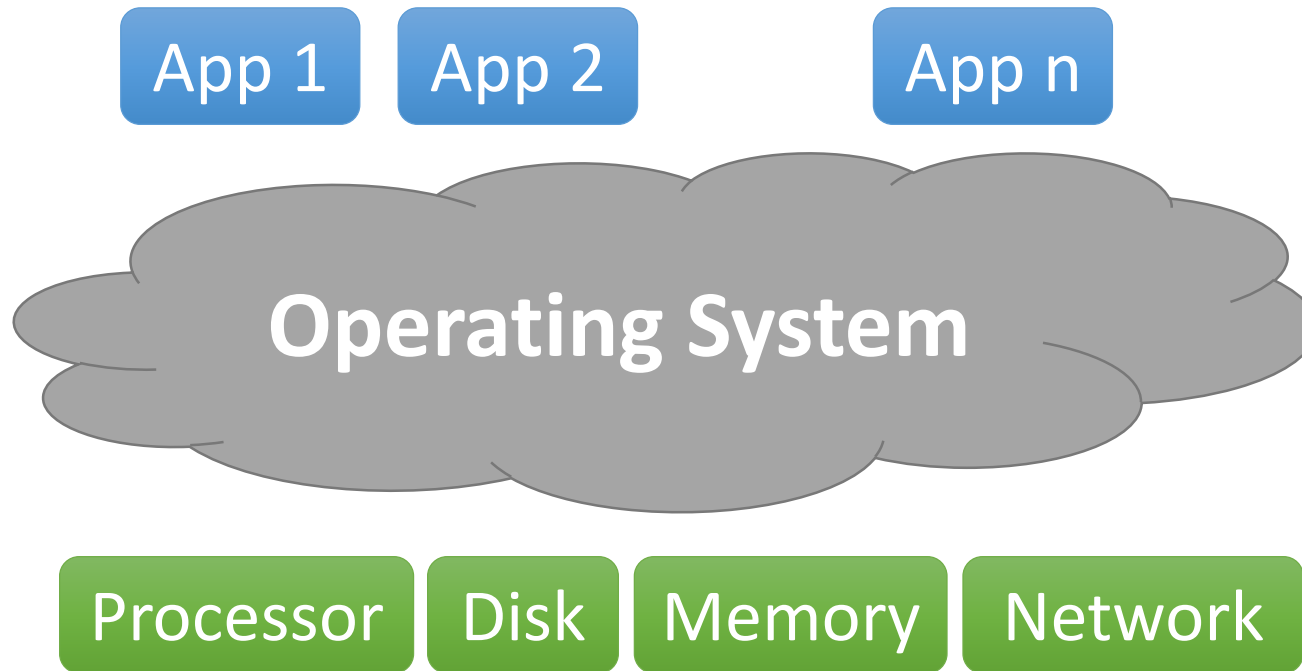 App 1 App 2 App n
Operating System
Processor Disk Memory Network